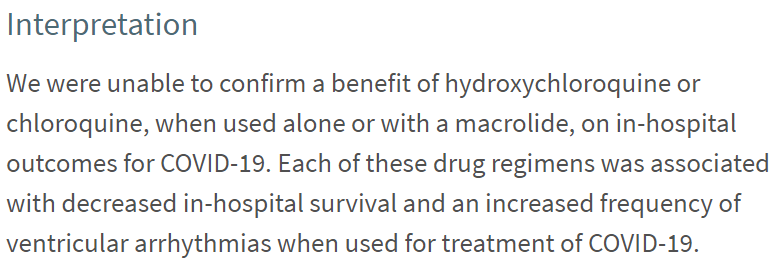 Interpretation
We were unable to confirm a benefit of hydroxychloroquine or
chloroquine, when used alone or with a macrolide, on in-hospital
outcomes for COVID-19. Each of these drug regimens was associated
with decreased in-hospital survival and an increased frequency of
ventricular arrhythmias when used for treatment of COVID-19.